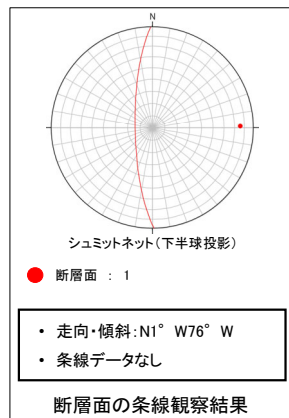 N
シュミットネット(下半球投影)
断層面 : 1
• 走向・傾斜:N1° W76° W
• 条線データなし
断層面の条線観察結果